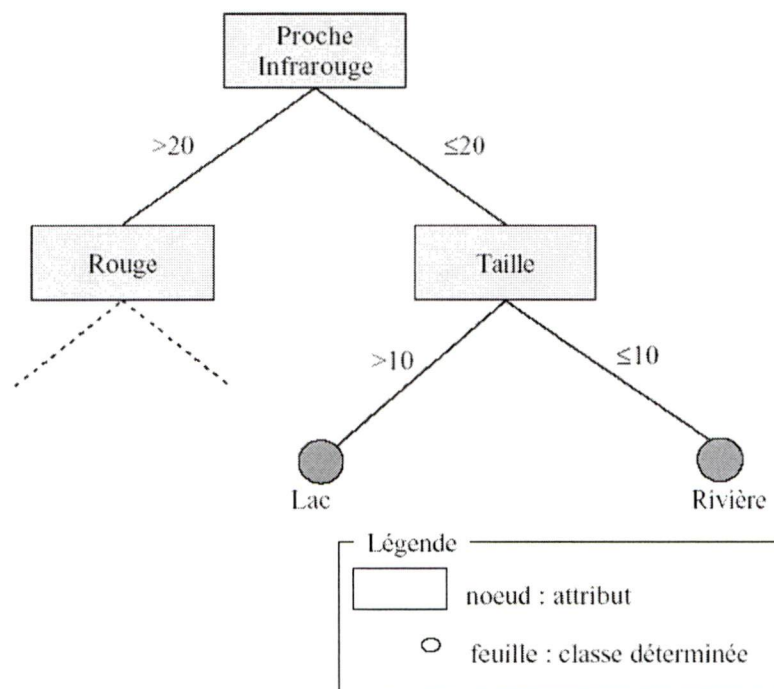 Proche
Infrarouge
>20
≤20
Rouge
Taille
>10
≤10
Lac
Rivière
Légende
noeud : attribut
feuille : classe déterminée